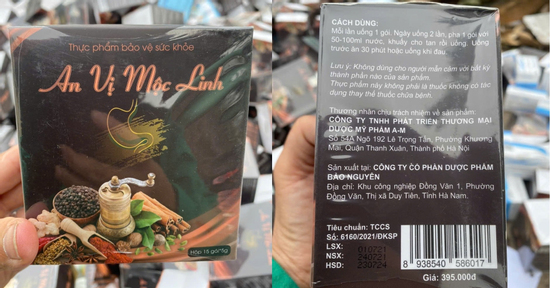 Thực phẩm bảo vệ sức khỏe
An Vị Mộc Linh
Hộp 15 gói*5g
CÁCH DÙNG:
Mỗi lần uống 1 gói. Ngày uống 2 lần, pha 1 gói với
50-100ml nước, khuấy cho tan rồi uống. Uống
trước ăn 30 phút hoặc uống khi đau.
Lưu ý: Không dùng cho người mẫn cảm với bất kỳ
thành phần nào của sản phẩm.
Thực phẩm này không phải là thuốc không có tác
dụng thay thế thuốc chữa bệnh.
Thương nhân chịu trách nhiệm về sản phẩm:
CÔNG TY TNHH PHÁT TRIỂN THƯƠNG MẠI
DƯỢC MỸ PHẨM A-M
Số 54A Ngõ 192 Lê Trọng Tấn, Phường Khương
Mai, Quận Thanh Xuân, Thành phố Hà Nội
Sản xuất tại: CÔNG TY CỔ PHẦN DƯỢC PHẨM
BẢO NGUYÊN
Địa chỉ: Khu công nghiệp Đồng Văn 1, Phường
Đồng Văn, Thị xã Duy Tiên, Tỉnh Hà Nam.
Tiêu chuẩn: TCCS
Số: 6160/2021/ĐKSP
LSX: 010721
NSX: 240721
HSD: 230724
8 938540 586017
Giá: 395.000đ